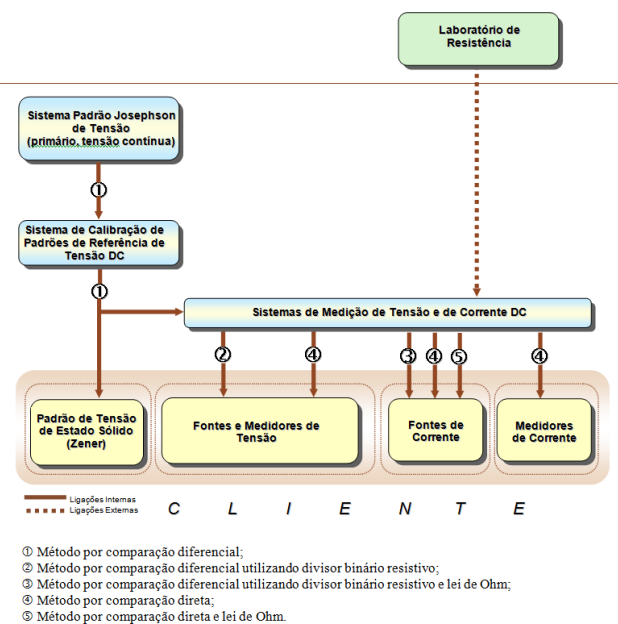 Laboratório de
Resistência
Sistema Padrão Josephson
de Tensão
(primário, tensão contínua)
①
Sistema de Calibração de
Padrões de Referência de
Tensão DC
①
Sistemas de Medição de Tensão e de Corrente DC
② ④ ③ ④ ⑤ ④
Padrão de Tensão
de Estado Sólido
(Zener)
Fontes e Medidores de
Tensão
Fontes de
Corrente
Medidores
de Corrente
Ligações Internas
Ligações Externas
C L I E N T E
① Método por comparação diferencial;
② Método por comparação diferencial utilizando divisor binário resistivo;
③ Método por comparação diferencial utilizando divisor binário resistivo e lei de Ohm;
④ Método por comparação direta;
⑤ Método por comparação direta e lei de Ohm.